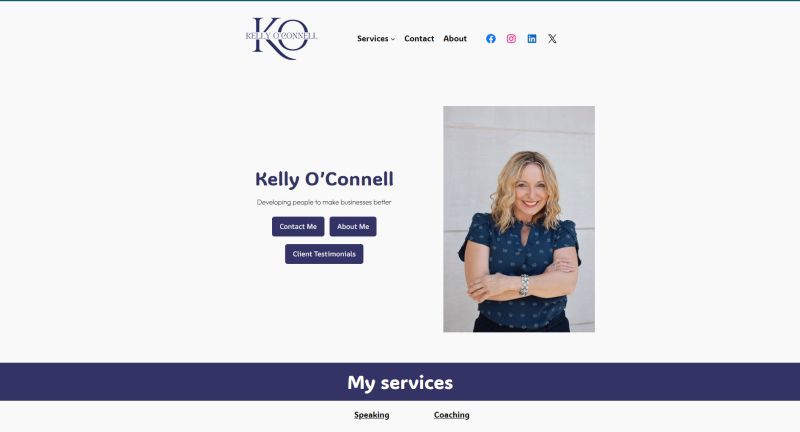 KO
KELLY O'CONNELL
Services
Contact
About
Kelly O'Connell
Developing people to make businesses better
Contact Me
About Me
Client Testimonials
My services
Speaking
Coaching